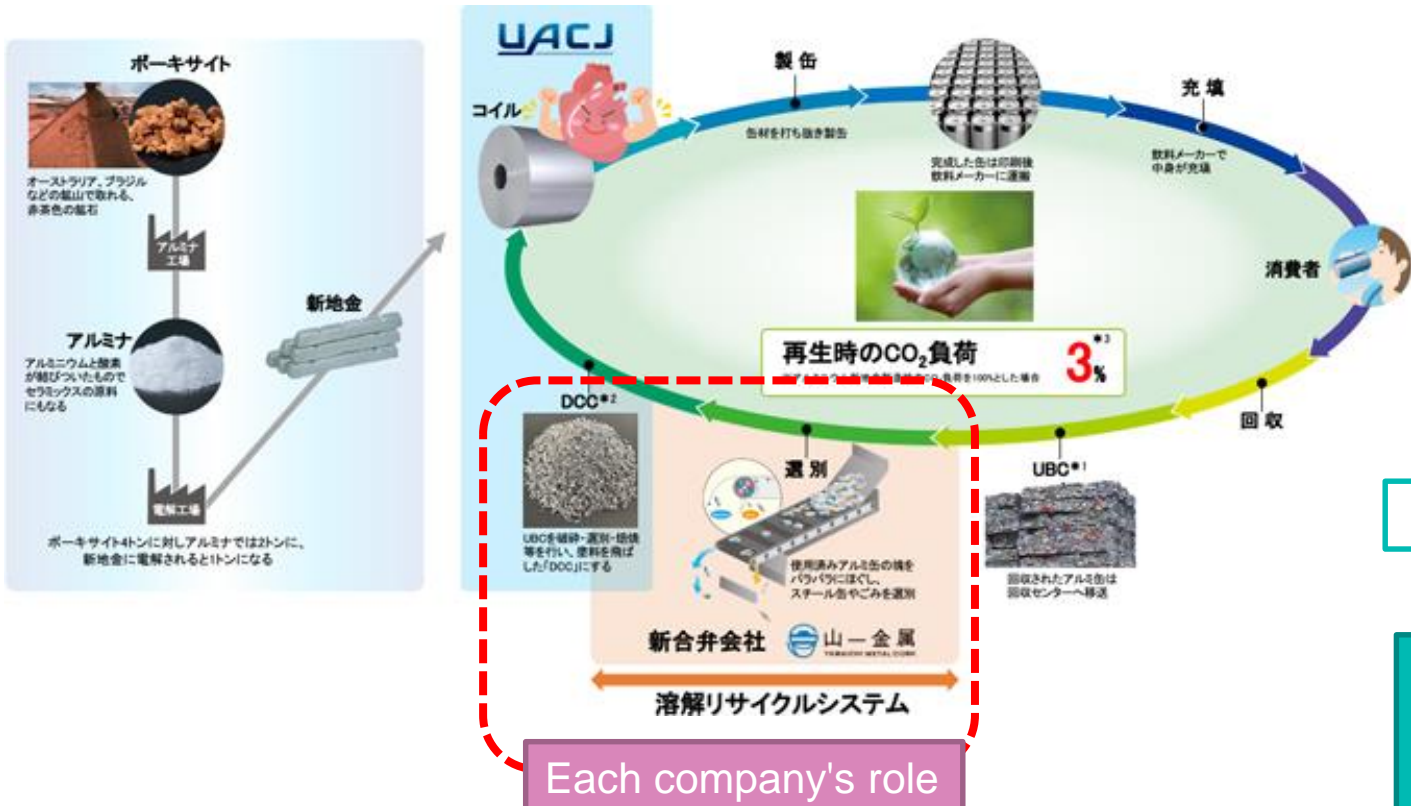 UACJ
ボーキサイト
オーストラリア、ブラジル
などの鉱山で取れる、
赤茶色の鉱石
アルミナ
工場
アルミナ
アルミニウムと酸素
が結びついたもので
セラミックスの原料
にもなる
電解工場
ボーキサイト4トンに対しアルミナでは2トンに、
新地金に電解されると1トンになる
新地金
コイル
製缶
缶材を打ち抜き製缶
完成した缶は印刷後
飲料メーカーに運搬
充填
飲料メーカーで
中身が充填
消費者
回収
再生時のCO₂負荷
3%*3
UBC*1
回収されたアルミ缶は
回収センターへ移送
選別
使用済みアルミ缶の塊を
バラバラにほぐし、
スチール缶やごみを選別
DCC*2
UBCを破砕・選別・焙焼
等を行い、塗料を飛ば
した「DCC」にする
新合弁会社
山一金属
YAMAICHI METAL CORP.
溶解リサイクルシステム
Each company's role